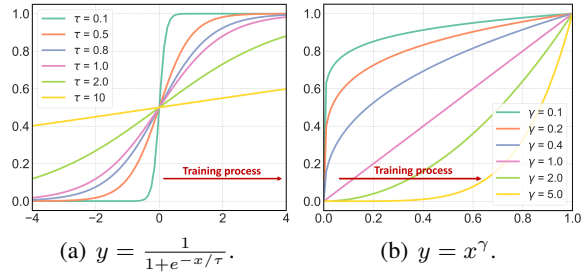 1.0
0.8
0.6
0.4
0.2
0.0
−4
−2
0
2
4
τ = 0.1
τ = 0.5
τ = 0.8
τ = 1.0
τ = 2.0
τ = 10
Training process
(a) y = 1/(1+e^{−x/τ}).
1.0
0.8
0.6
0.4
0.2
0.0
0.0
0.2
0.4
0.6
0.8
1.0
Training process
γ = 0.1
γ = 0.2
γ = 0.4
γ = 1.0
γ = 2.0
γ = 5.0
(b) y = x^γ.